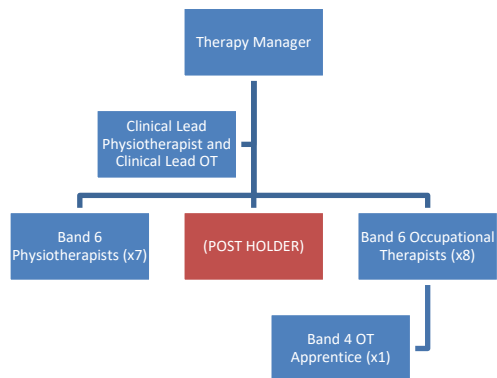 Therapy Manager
Clinical Lead
Physiotherapist and
Clinical Lead OT
Band 6
Physiotherapists (x7)
(POST HOLDER)
Band 6 Occupational
Therapists (x8)
Band 4 OT
Apprentice (x1)